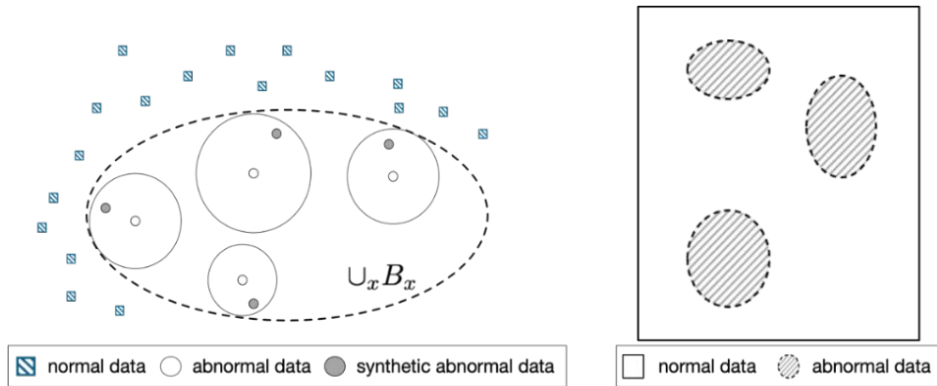 ∪ₓBₓ
normal data abnormal data synthetic abnormal data
normal data abnormal data